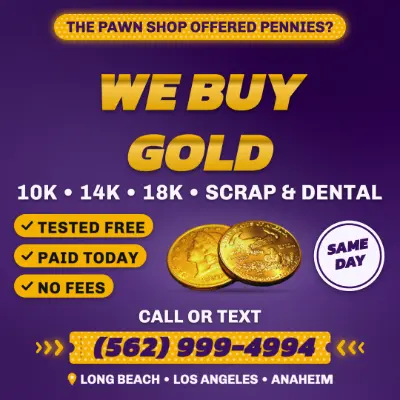 THE PAWN SHOP OFFERED PENNIES?
WE BUY
GOLD
10K • 14K • 18K • SCRAP & DENTAL
✓ TESTED FREE
✓ PAID TODAY
✓ NO FEES
SAME
DAY
CALL OR TEXT
(562) 999-4994
LONG BEACH • LOS ANGELES • ANAHEIM